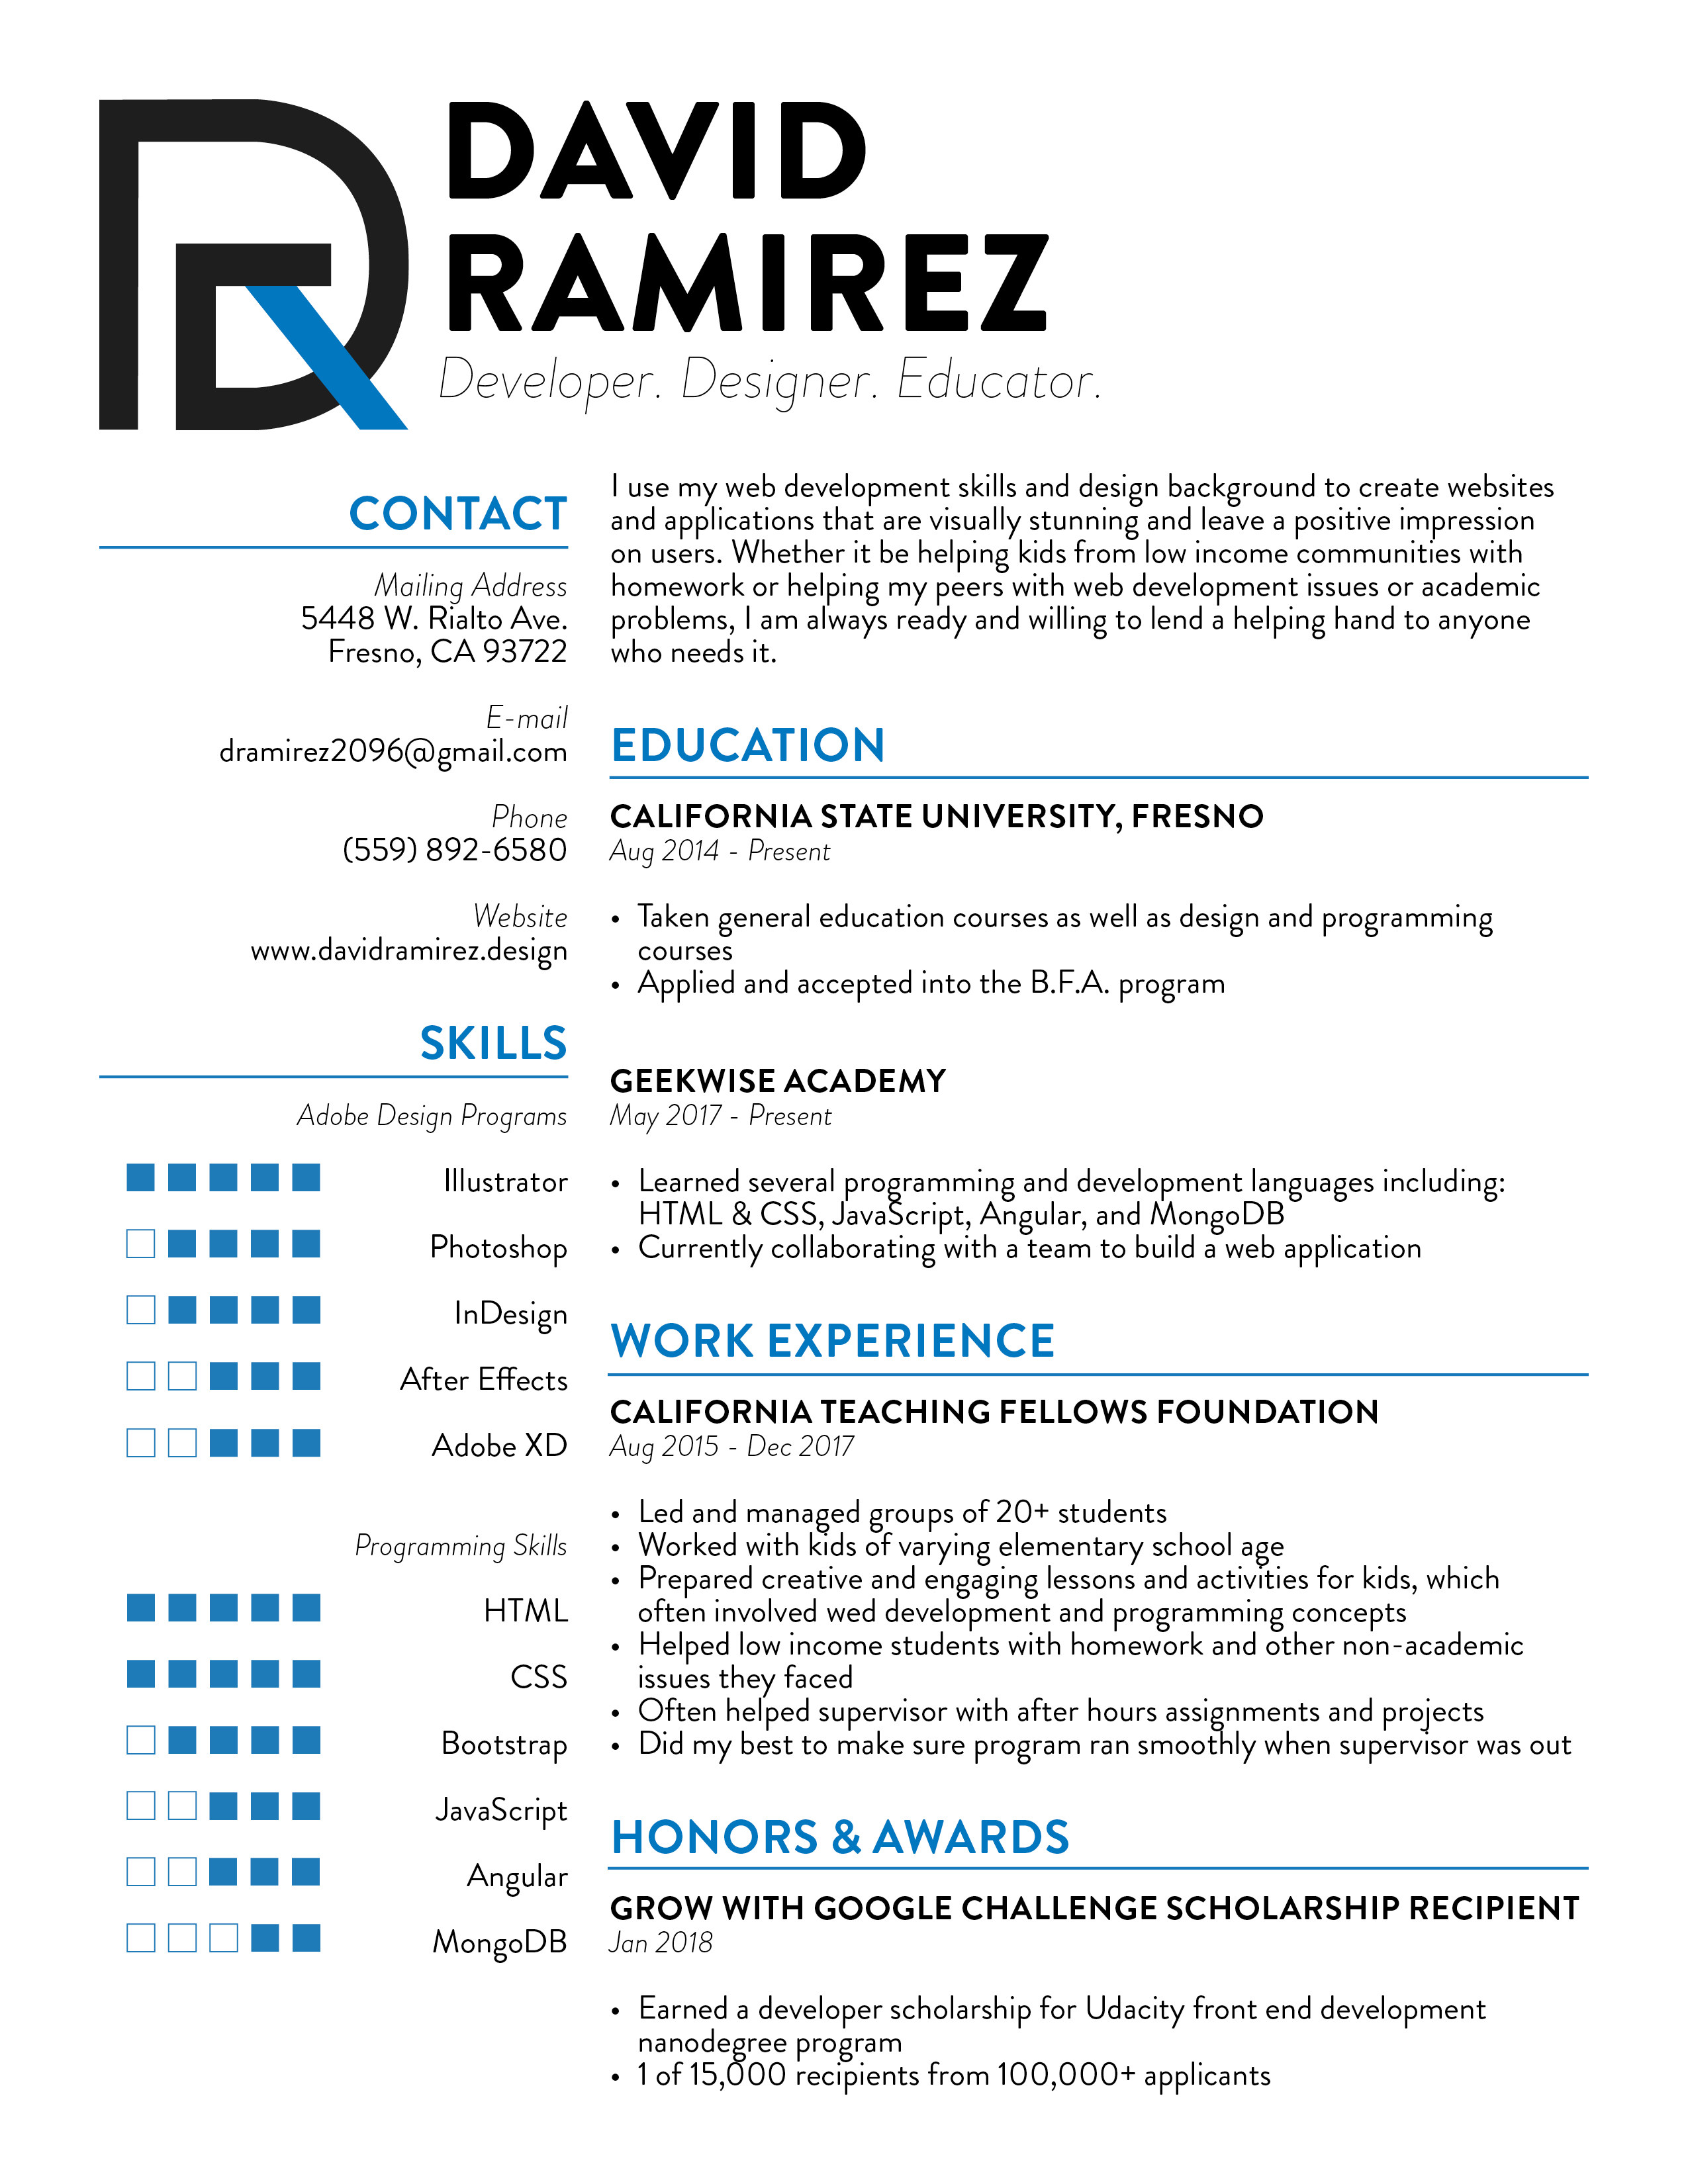 DAVID
RAMIREZ
Developer. Designer. Educator.
CONTACT
Mailing Address
5448 W. Rialto Ave.
Fresno, CA 93722
E-mail
dramirez2096@gmail.com
Phone
(559) 892-6580
Website
www.davidramirez.design
SKILLS
Adobe Design Programs
Illustrator
Photoshop
InDesign
After Effects
Adobe XD
Programming Skills
HTML
CSS
Bootstrap
JavaScript
Angular
MongoDB
I use my web development skills and design background to create websites
and applications that are visually stunning and leave a positive impression
on users. Whether it be helping kids from low income communities with
homework or helping my peers with web development issues or academic
problems, I am always ready and willing to lend a helping hand to anyone
who needs it.
EDUCATION
CALIFORNIA STATE UNIVERSITY, FRESNO
Aug 2014 - Present
• Taken general education courses as well as design and programming
courses
• Applied and accepted into the B.F.A. program
GEEKWISE ACADEMY
May 2017 - Present
• Learned several programming and development languages including:
HTML & CSS, JavaScript, Angular, and MongoDB
• Currently collaborating with a team to build a web application
WORK EXPERIENCE
CALIFORNIA TEACHING FELLOWS FOUNDATION
Aug 2015 - Dec 2017
• Led and managed groups of 20+ students
• Worked with kids of varying elementary school age
• Prepared creative and engaging lessons and activities for kids, which
often involved wed development and programming concepts
• Helped low income students with homework and other non-academic
issues they faced
• Often helped supervisor with after hours assignments and projects
• Did my best to make sure program ran smoothly when supervisor was out
HONORS & AWARDS
GROW WITH GOOGLE CHALLENGE SCHOLARSHIP RECIPIENT
Jan 2018
• Earned a developer scholarship for Udacity front end development
nanodegree program
• 1 of 15,000 recipients from 100,000+ applicants